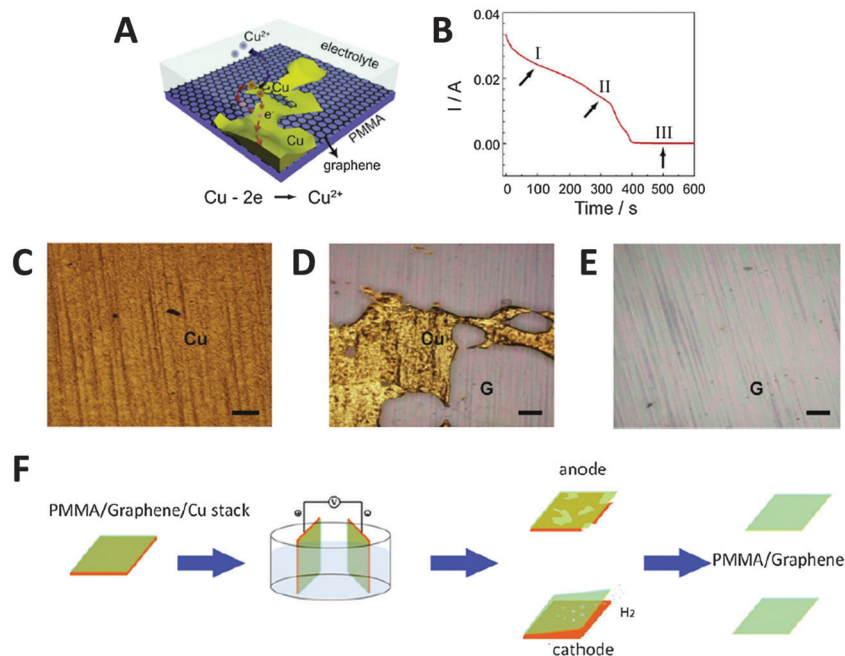 A
Cu²⁺
electrolyte
Cu
e⁻
Cu
PMMA
graphene
Cu - 2e → Cu²⁺
B
I / A
0.04
0.02
0.00
I
II
III
0 100 200 300 400 500 600
Time / s
C
Cu
D
Cu
G
E
G
F
PMMA/Graphene/Cu stack
V
anode
PMMA/Graphene
H₂
cathode